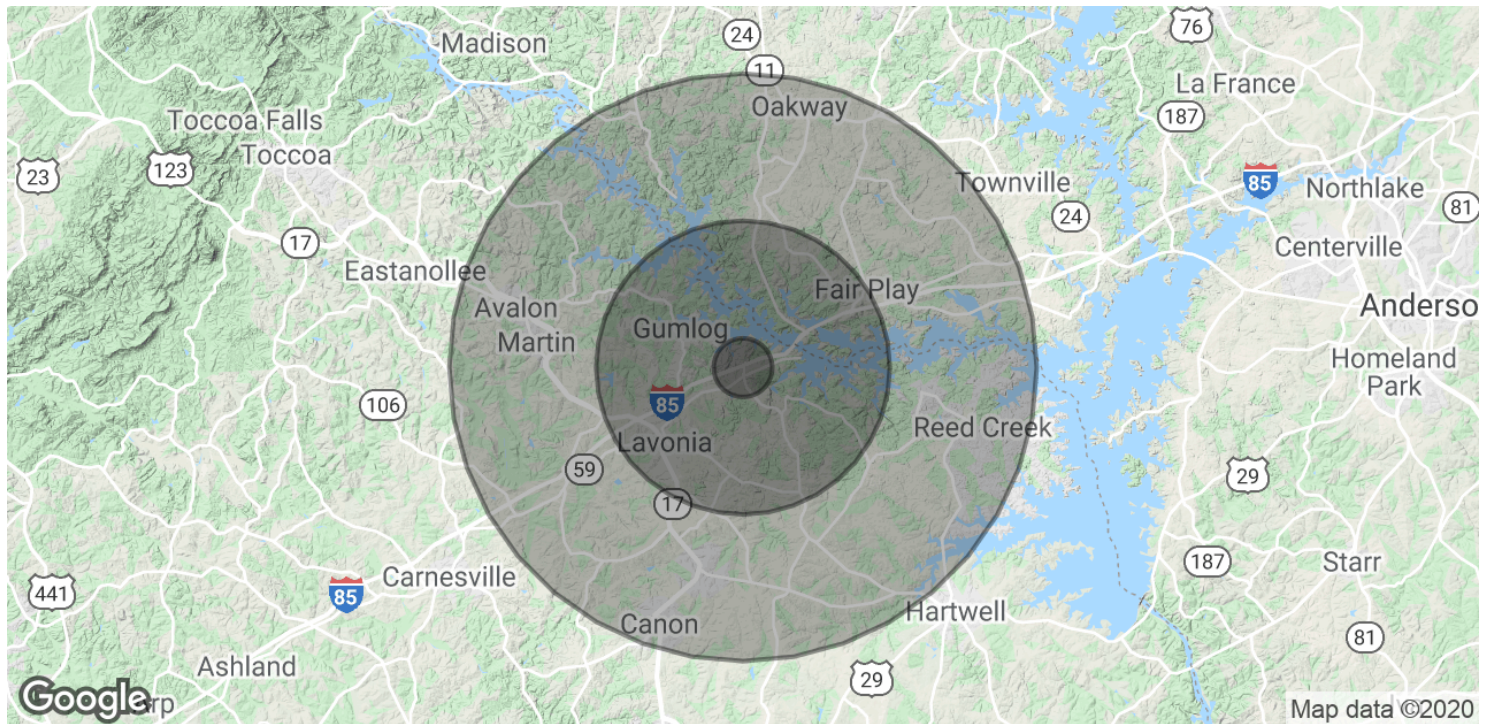 Madison
24
76
11
La France
Oakway
187
Toccoa Falls
Toccoa
123
23
85
Townville
Northlake
24
81
17
Centerville
Eastanollee
Fair Play
Avalon
Anderso
Gumlog
Martin
Homeland
Park
85
106
Reed Creek
Lavonia
59
29
17
187
Starr
Carnesville
441
85
Hartwell
Canon
81
Ashland
29
Google
arp
Map data ©2020